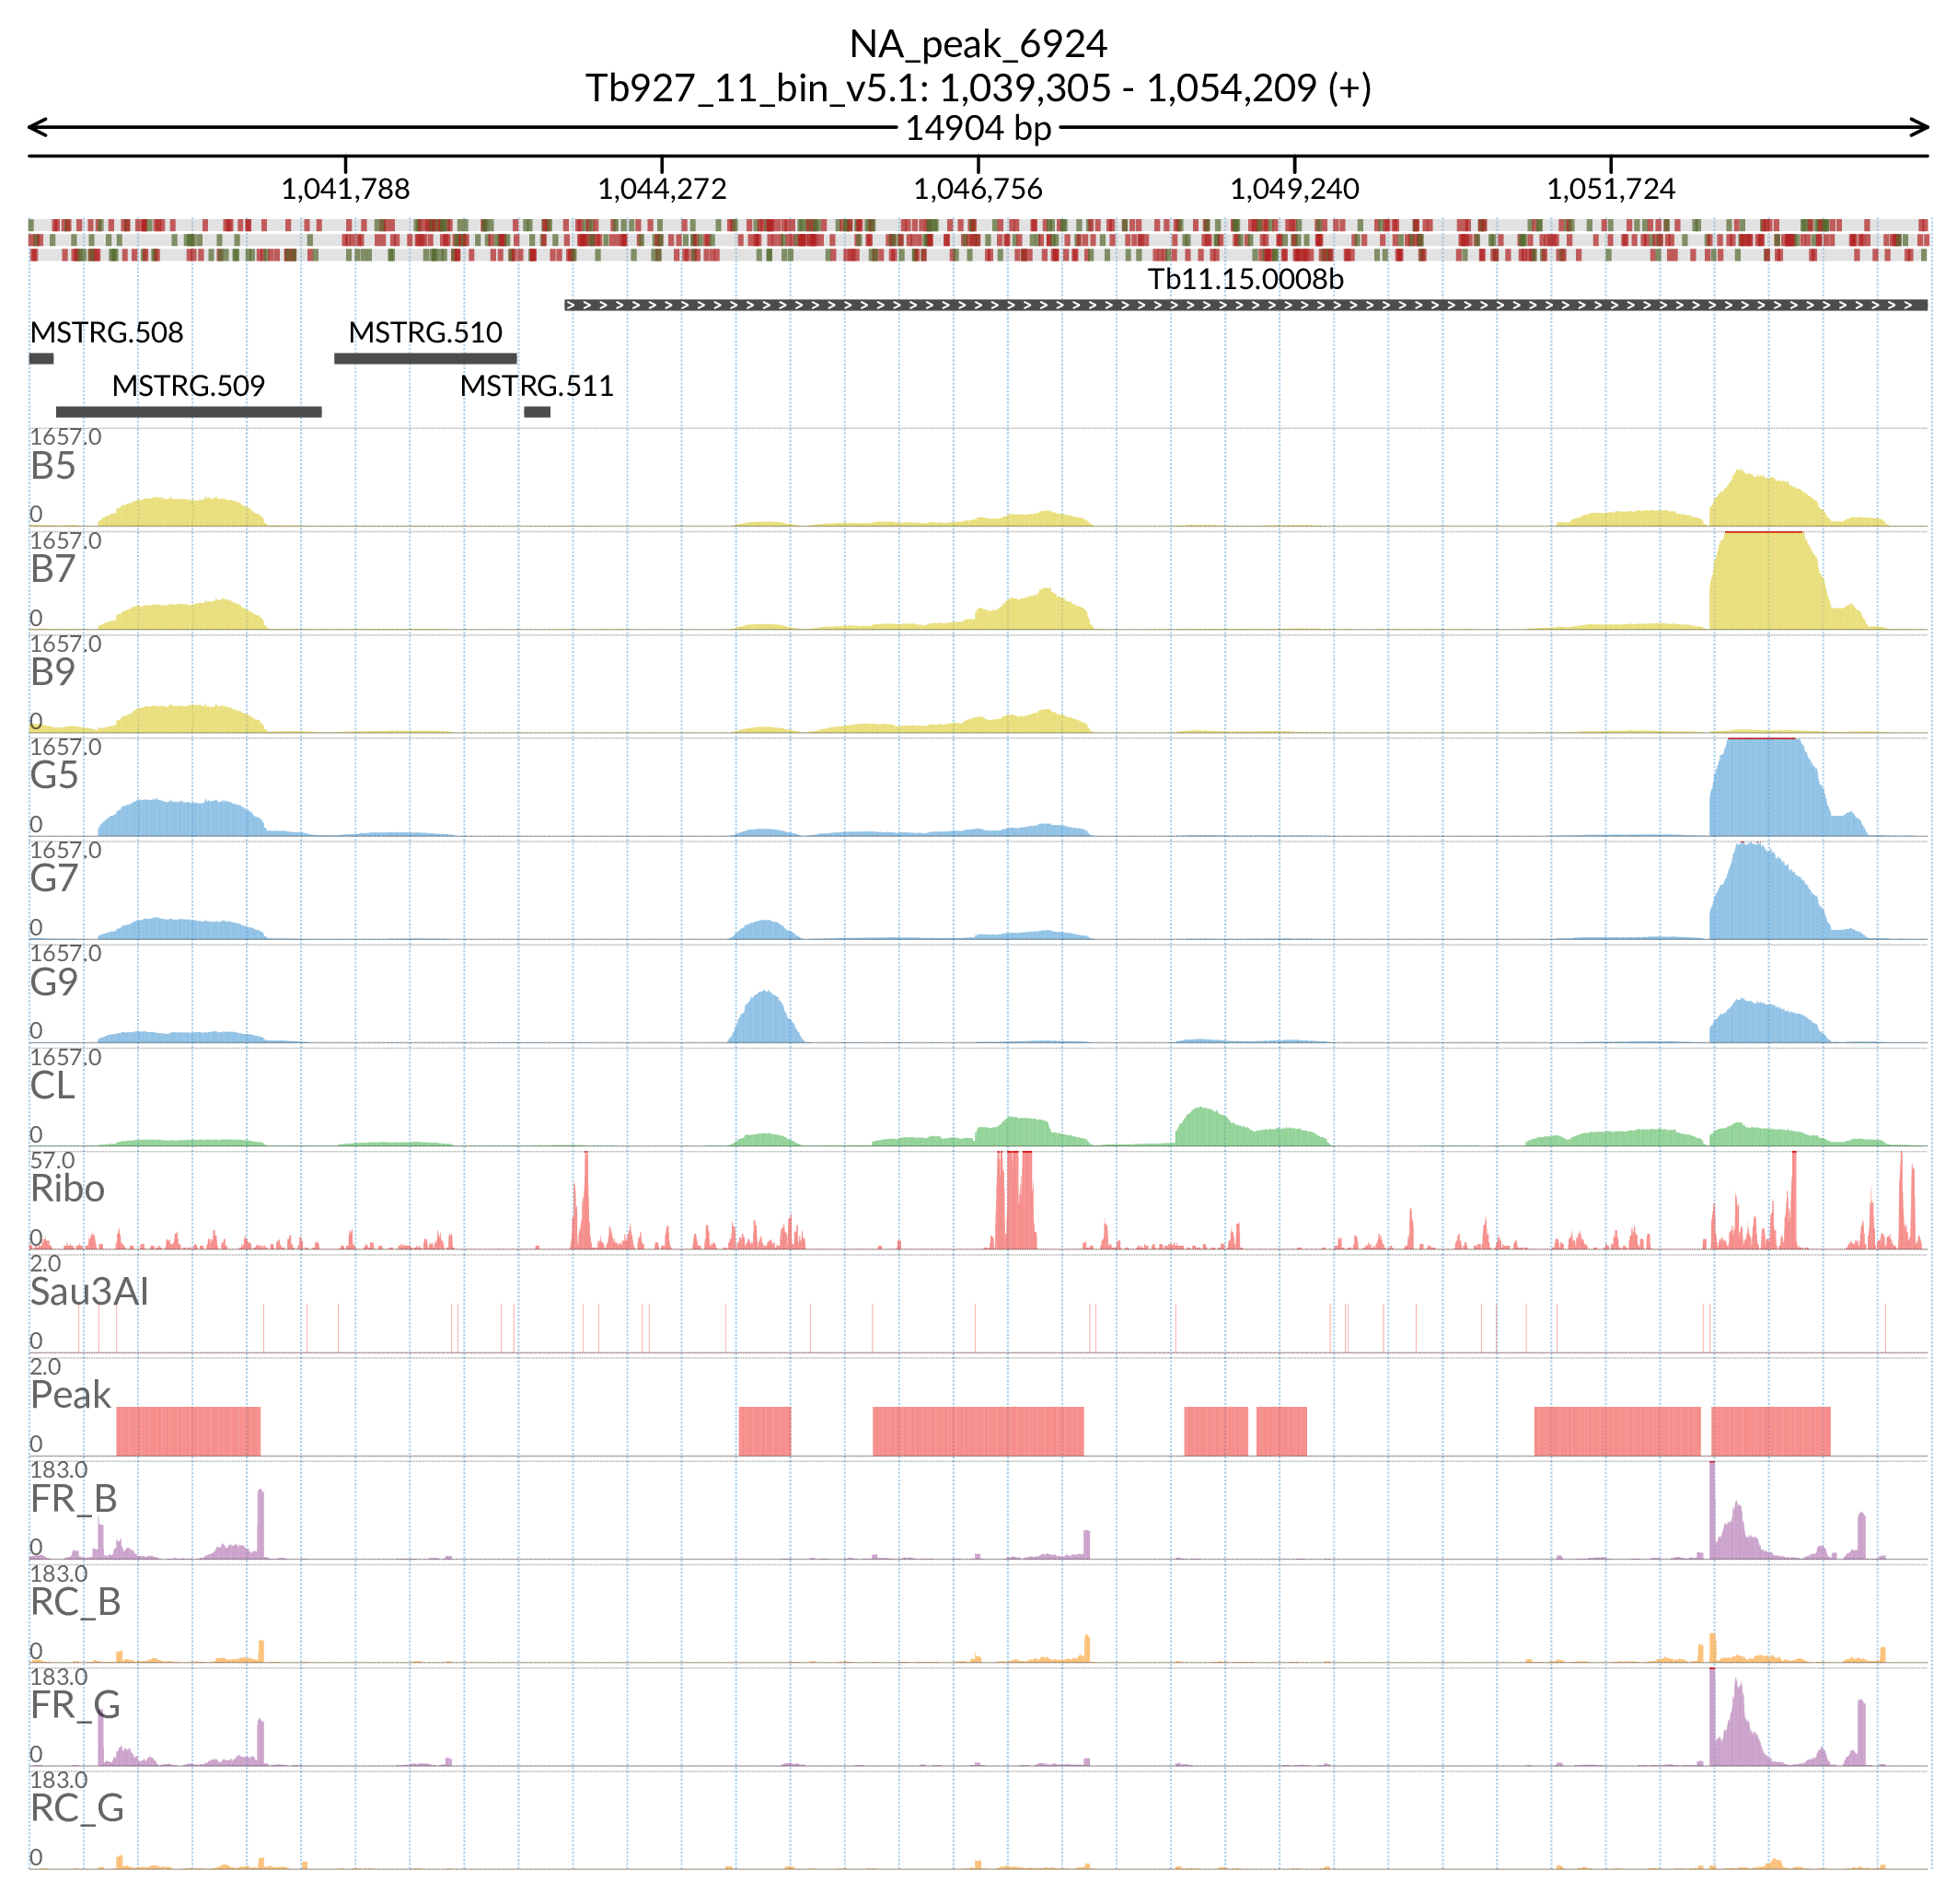 NA_peak_6924
Tb927_11_bin_v5.1: 1,039,305 - 1,054,209 (+)
14904 bp
1,041,788 1,044,272 1,046,756 1,049,240 1,051,724
Tb11.15.0008b
MSTRG.508 MSTRG.510
MSTRG.509 MSTRG.511
1657.0
B5
0
1657.0
B7
0
1657.0
B9
0
1657.0
G5
0
1657.0
G7
0
1657.0
G9
0
1657.0
CL
0
57.0
Ribo
0
2.0
Sau3AI
0
2.0
Peak
0
183.0
FR_B
0
183.0
RC_B
0
183.0
FR_G
0
183.0
RC_G
0